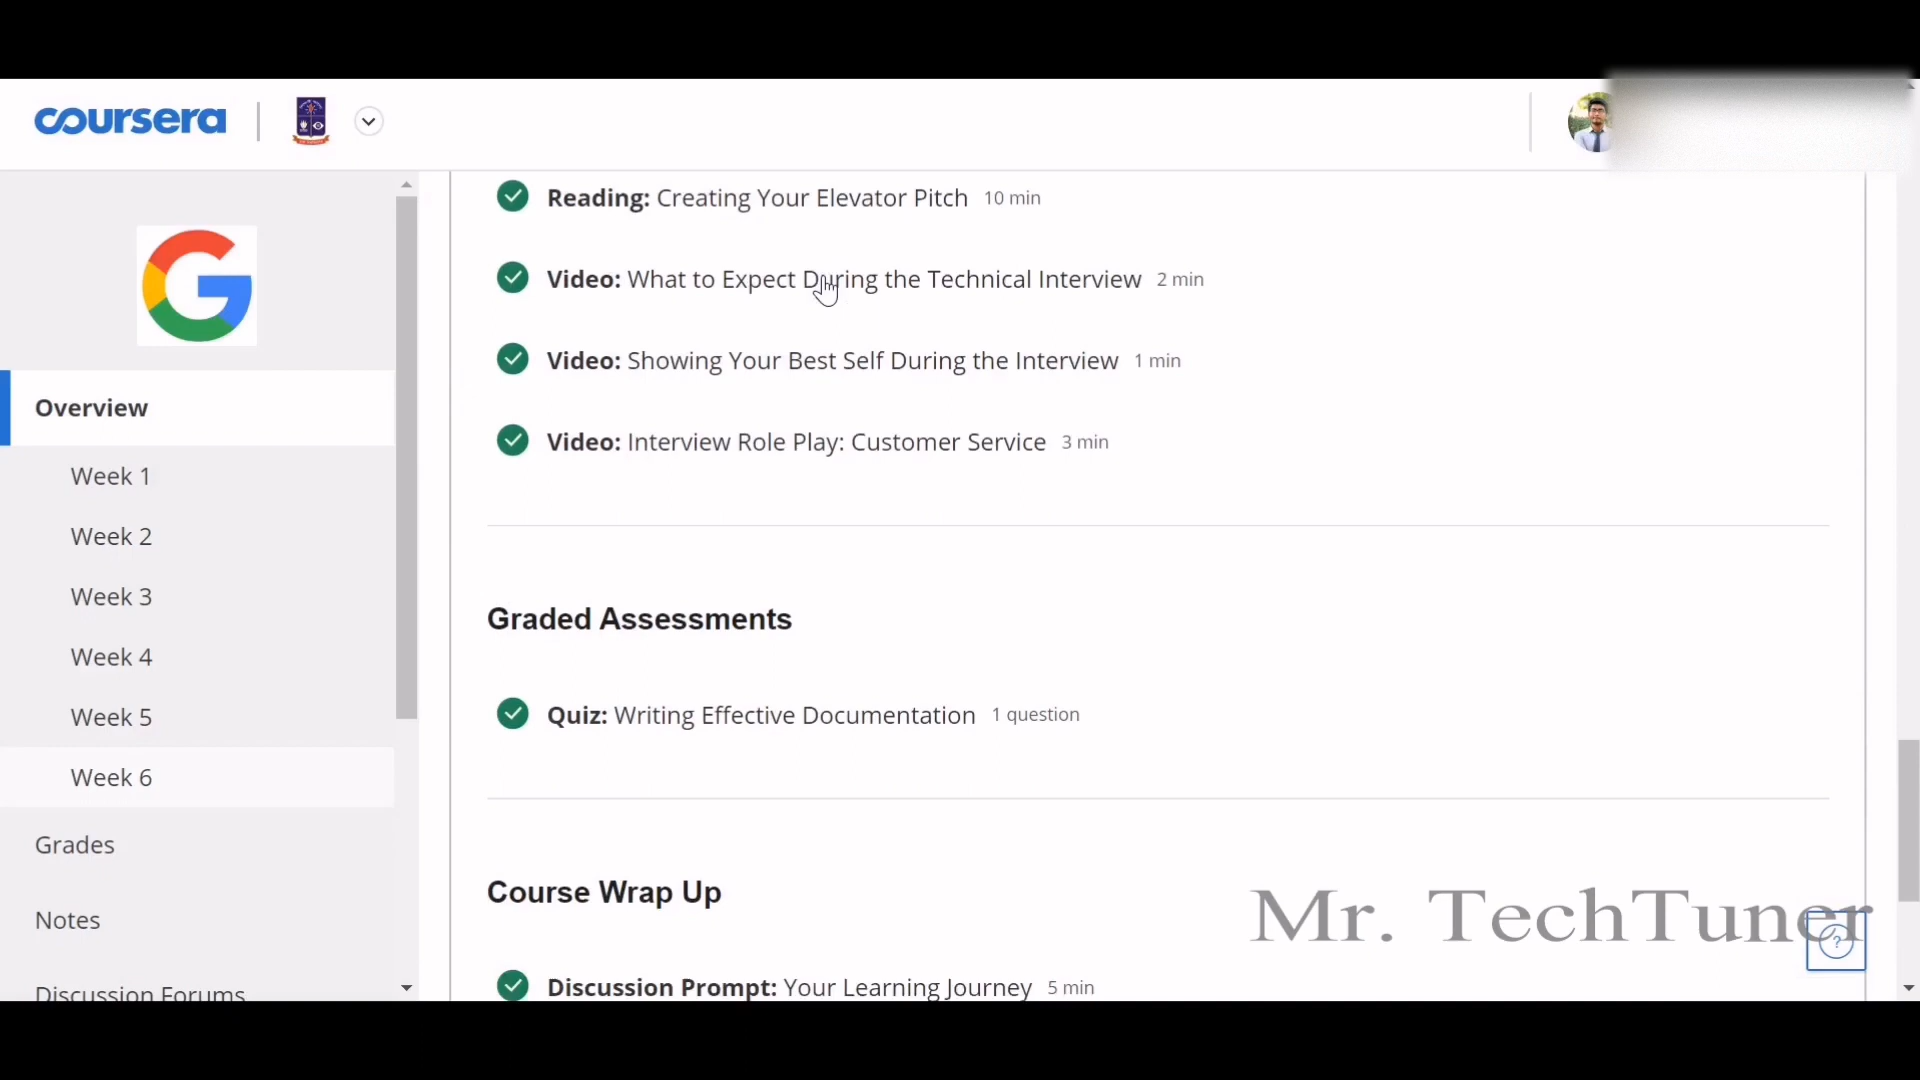 coursera
Reading: Creating Your Elevator Pitch 10 min
Video: What to Expect During the Technical Interview 2 min
Video: Showing Your Best Self During the Interview 1 min
Video: Interview Role Play: Customer Service 3 min
Graded Assessments
Quiz: Writing Effective Documentation 1 question
Course Wrap Up
Discussion Prompt: Your Learning Journey 5 min
Overview
Week 1
Week 2
Week 3
Week 4
Week 5
Week 6
Grades
Notes
Discussion Forums
Mr. TechTuner
?